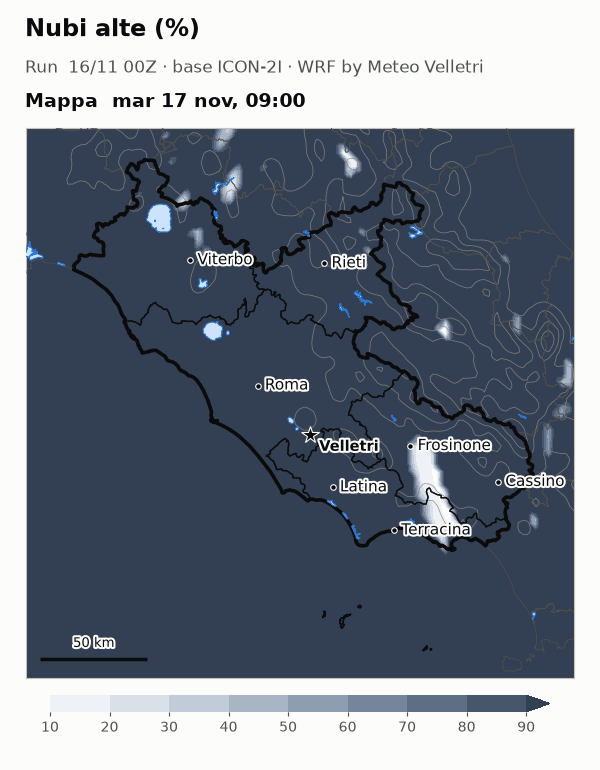 Nubi alte (%)
Run  16/11 00Z · base ICON-2I · WRF by Meteo Velletri
Mappa  mar 17 nov, 09:00
Viterbo
Rieti
Roma
Velletri
Frosinone
Latina
Cassino
Terracina
50 km
10 20 30 40 50 60 70 80 90